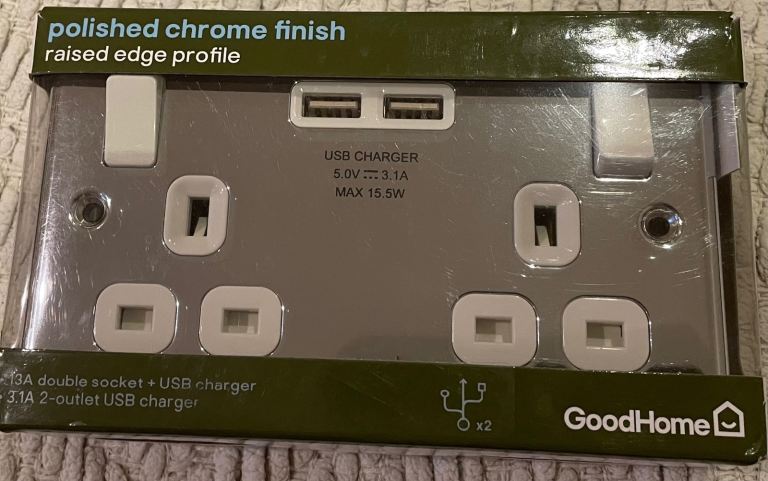 polished chrome finish
raised edge profile
USB CHARGER
5.0V ⎓ 3.1A
MAX 15.5W
13A double socket + USB charger
3.1A 2-outlet USB charger
x2
GoodHome